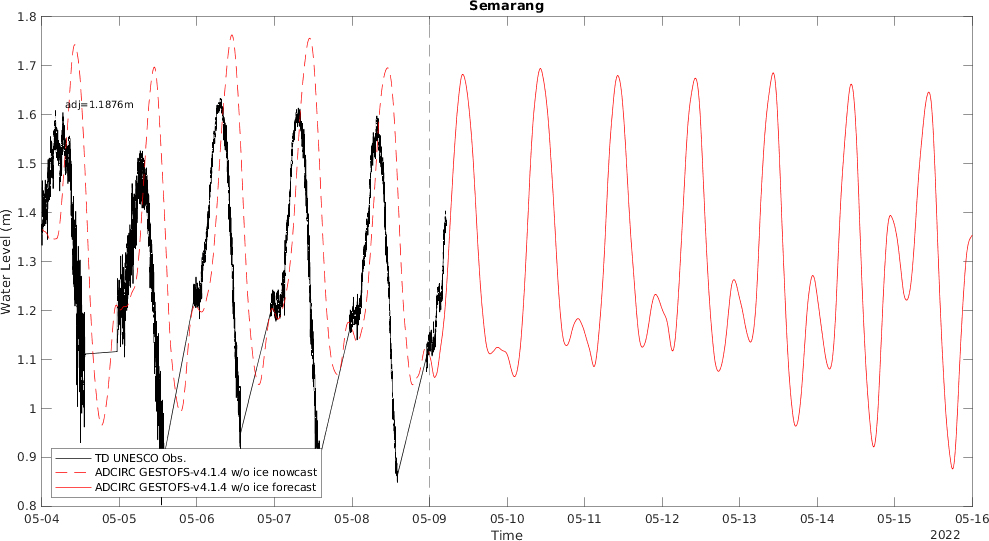 Semarang
1.8
1.7
1.6
1.5
1.4
1.3
1.2
1.1
1
0.9
0.8
Water Level (m)
adj=1.1876m
TD UNESCO Obs.
ADCIRC GESTOFS-v4.1.4 w/o ice nowcast
ADCIRC GESTOFS-v4.1.4 w/o ice forecast
05-04 05-05 05-06 05-07 05-08 05-09 05-10 05-11 05-12 05-13 05-14 05-15 05-16
Time
2022